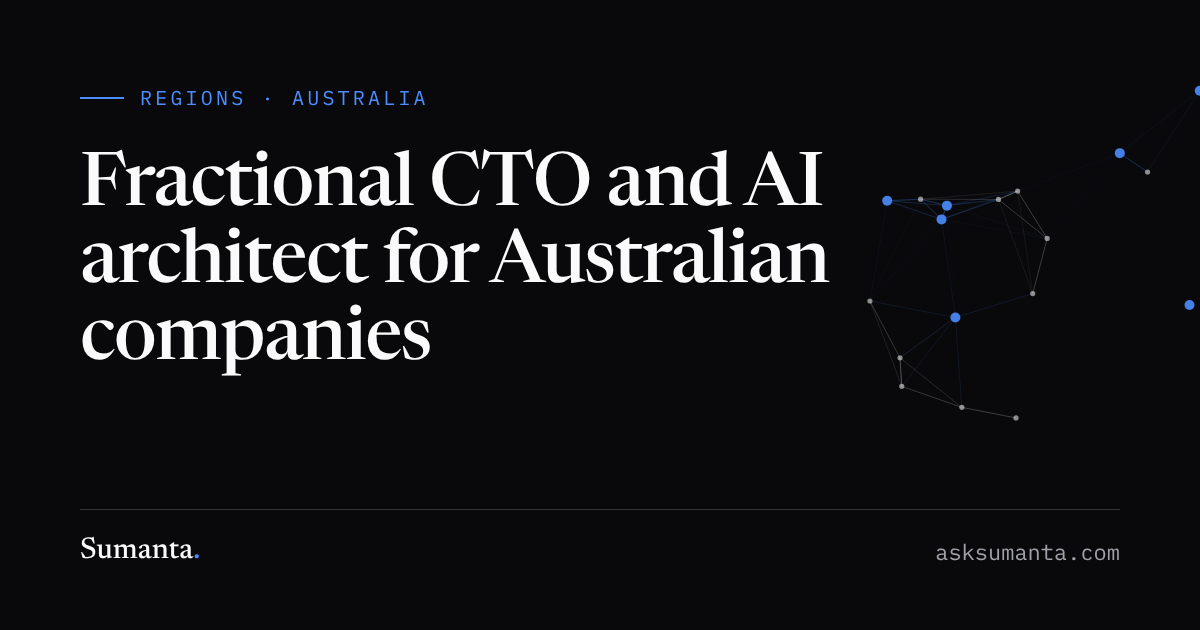 REGIONS · AUSTRALIA
Fractional CTO and AI
architect for Australian
companies
Sumanta.
asksumanta.com